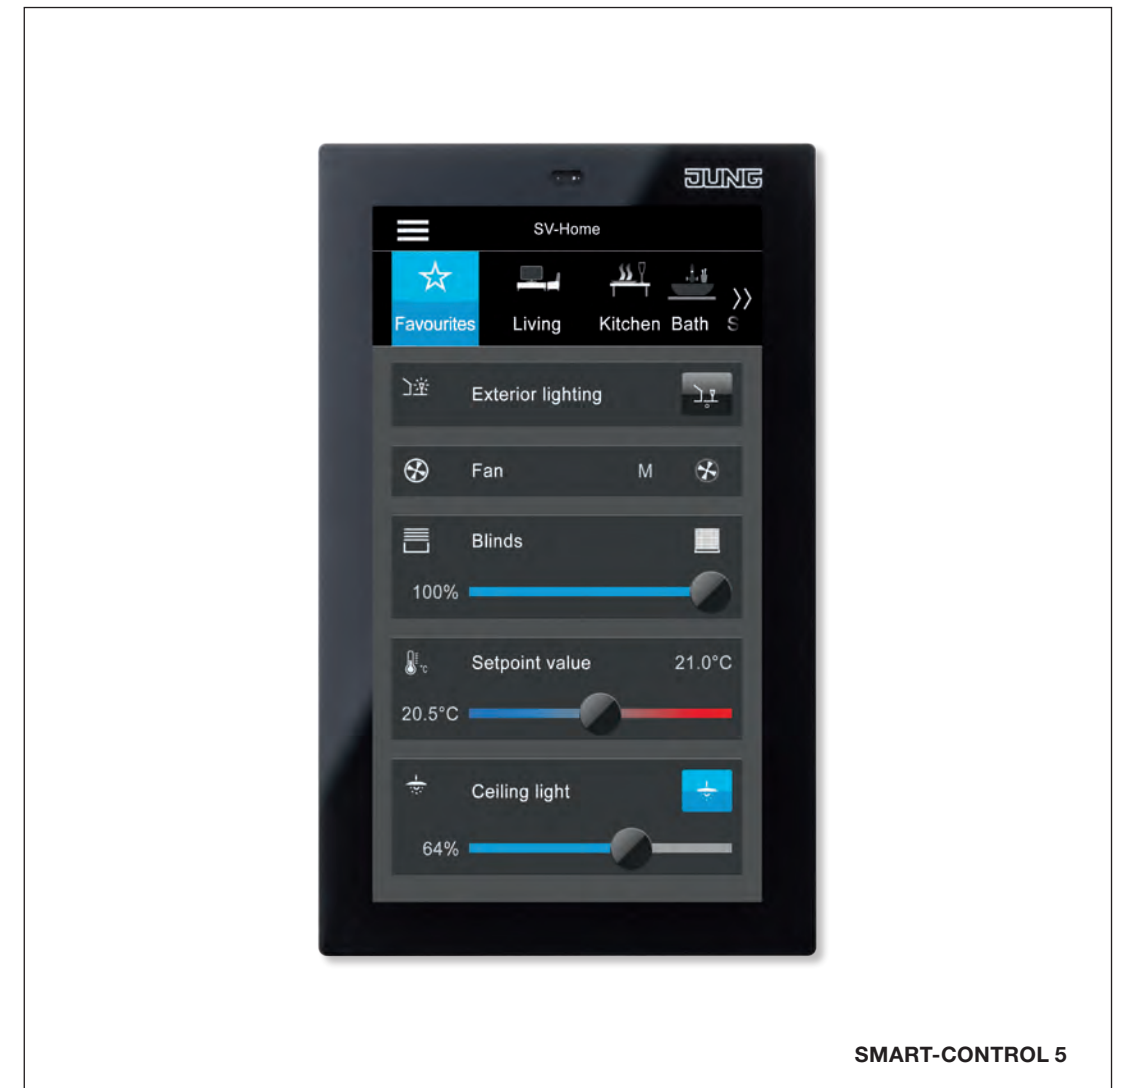 JUNG
SV-Home
Favourites Living Kitchen Bath S
Exterior lighting
Fan M
Blinds
100%
°C Setpoint value 21.0°C
20.5°C
Ceiling light
64%
SMART-CONTROL 5